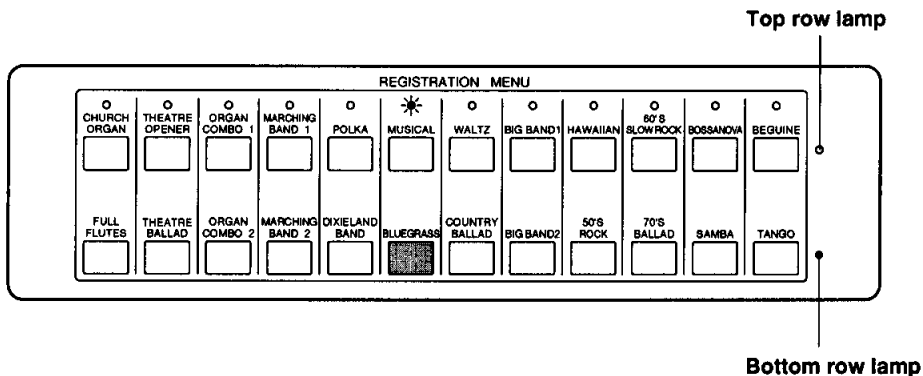 Top row lamp
REGISTRATION MENU
CHURCH ORGAN
THEATRE OPENER
ORGAN COMBO 1
MARCHING BAND 1
POLKA
MUSICAL
WALTZ
BIG BAND1
HAWAIIAN
60'S SLOW ROCK
BOSSANOVA
BEGUINE
FULL FLUTES
THEATRE BALLAD
ORGAN COMBO 2
MARCHING BAND 2
DIXIELAND BAND
BLUEGRASS
COUNTRY BALLAD
BIG BAND2
50'S ROCK
70'S BALLAD
SAMBA
TANGO
Bottom row lamp